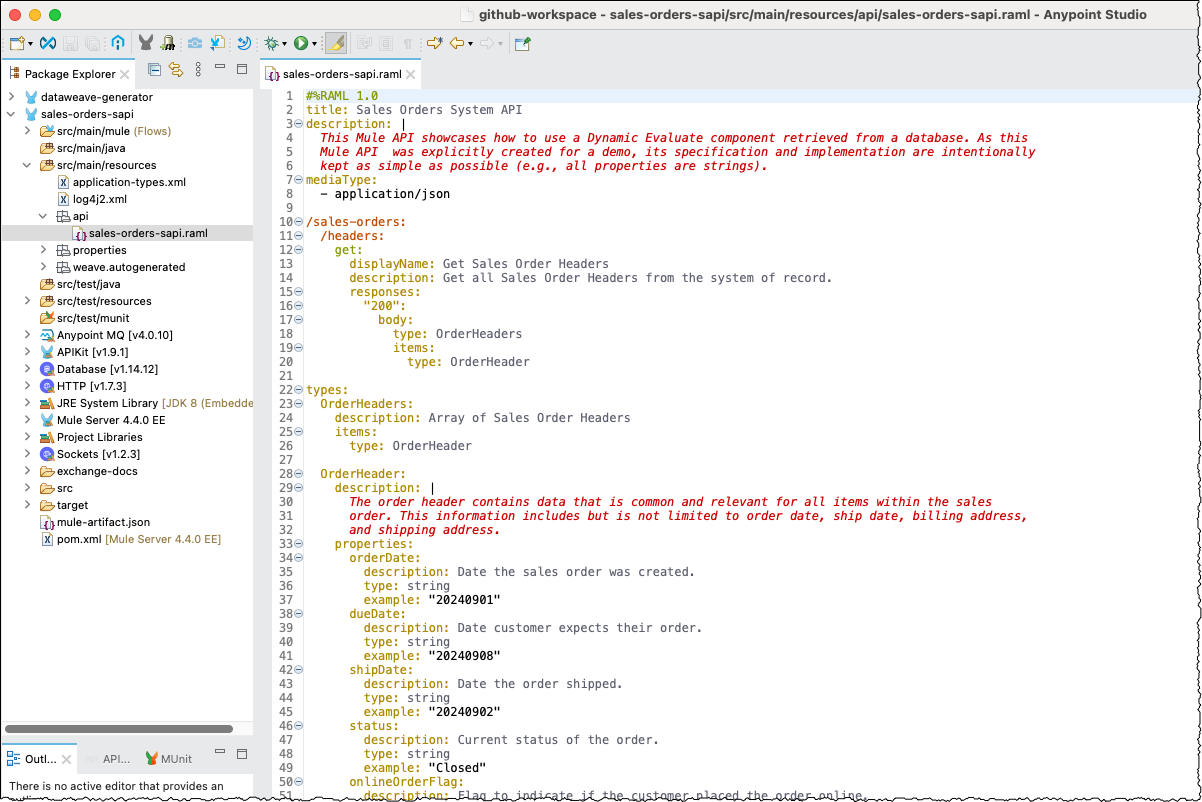 github-workspace - sales-orders-sapi/src/main/resources/api/sales-orders-sapi.raml - Anypoint Studio
Package Explorer
dataweave-generator
sales-orders-sapi
src/main/mule (Flows)
src/main/java
src/main/resources
application-types.xml
log4j2.xml
api
sales-orders-sapi.raml
properties
weave.autogenerated
src/test/java
src/test/resources
src/test/munit
Anypoint MQ [v4.0.10]
APIKit [v1.9.1]
Database [v1.14.12]
HTTP [v1.7.3]
JRE System Library [JDK 8 (Embedde
Mule Server 4.4.0 EE
Project Libraries
Sockets [v1.2.3]
exchange-docs
src
target
mule-artifact.json
pom.xml [Mule Server 4.4.0 EE]
Outl...
API...
MUnit
There is no active editor that provides an
sales-orders-sapi.raml
1 #%RAML 1.0
2 title: Sales Orders System API
3 description: |
4 This Mule API showcases how to use a Dynamic Evaluate component retrieved from a database. As this
5 Mule API  was explicitly created for a demo, its specification and implementation are intentionally
6 kept as simple as possible (e.g., all properties are strings).
7 mediaType:
8 - application/json
9
10 /sales-orders:
11 /headers:
12 get:
13 displayName: Get Sales Order Headers
14 description: Get all Sales Order Headers from the system of record.
15 responses:
16 "200":
17 body:
18 type: OrderHeaders
19 items:
20 type: OrderHeader
21
22 types:
23 OrderHeaders:
24 description: Array of Sales Order Headers
25 items:
26 type: OrderHeader
27
28 OrderHeader:
29 description: |
30 The order header contains data that is common and relevant for all items within the sales
31 order. This information includes but is not limited to order date, ship date, billing address,
32 and shipping address.
33 properties:
34 orderDate:
35 description: Date the sales order was created.
36 type: string
37 example: "20240901"
38 dueDate:
39 description: Date customer expects their order.
40 type: string
41 example: "20240908"
42 shipDate:
43 description: Date the order shipped.
44 type: string
45 example: "20240902"
46 status:
47 description: Current status of the order.
48 type: string
49 example: "Closed"
50 onlineOrderFlag:
51 description: Flag to indicate if the customer placed the order online.